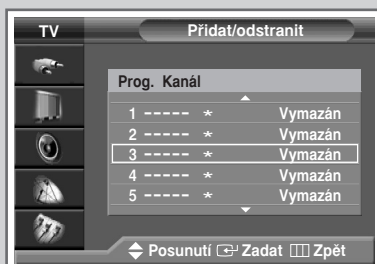 TV Přidat/odstranit
Prog. Kanál
1 ----- * Vymazán
2 ----- * Vymazán
3 ----- * Vymazán
4 ----- * Vymazán
5 ----- * Vymazán
Posunutí Zadat Zpět